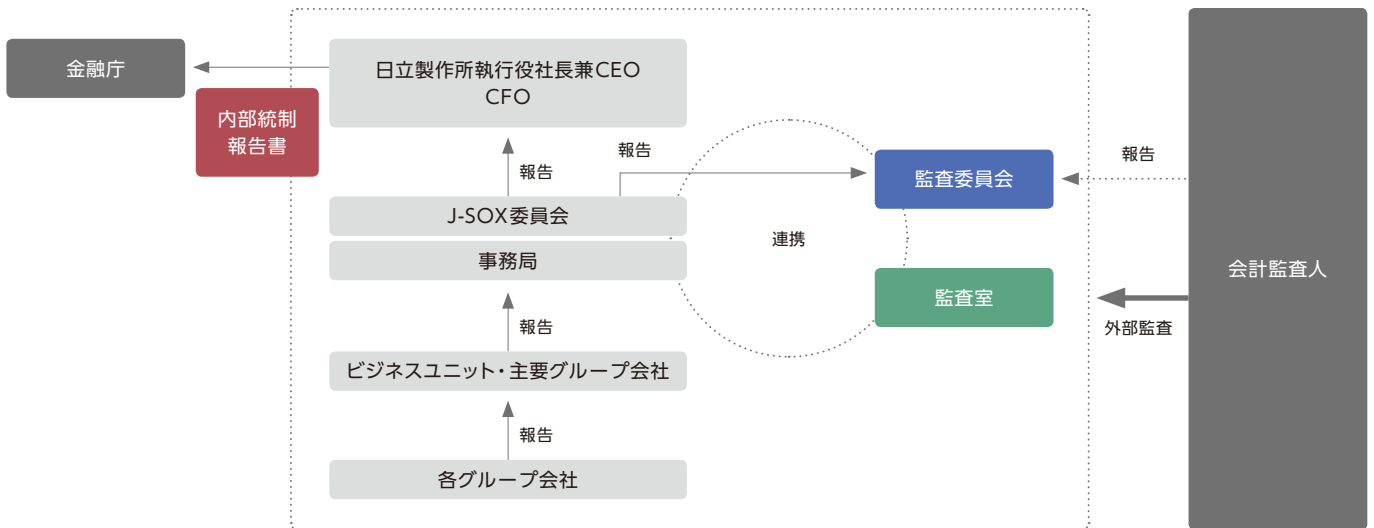 金融庁
内部統制
報告書
日立製作所執行役社長兼CEO
CFO
報告
報告
J-SOX委員会
事務局
報告
ビジネスユニット・主要グループ会社
報告
各グループ会社
連携
監査委員会
監査室
報告
外部監査
会計監査人